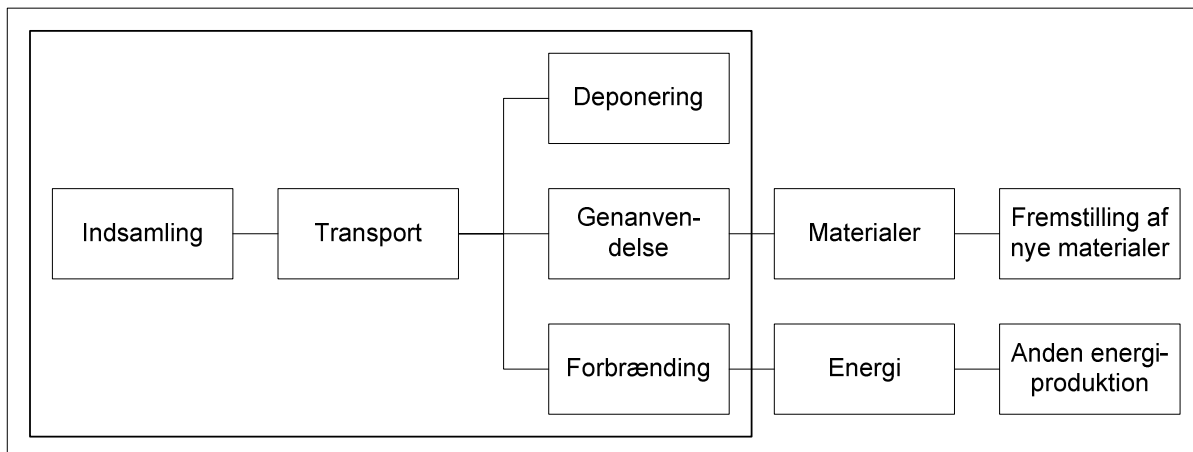 Deponering
Indsamling
Transport
Genanven-
delse
Materialer
Fremstilling af
nye materialer
Forbrænding
Energi
Anden energi-
produktion